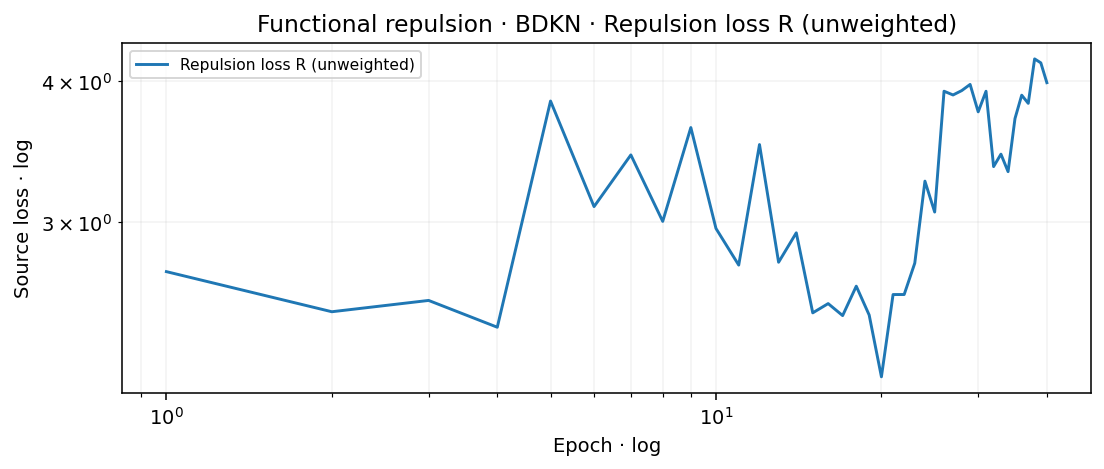 Functional repulsion · BDKN · Repulsion loss R (unweighted)
Repulsion loss R (unweighted)
4 × 10⁰
3 × 10⁰
Source loss · log
10⁰
10¹
Epoch · log